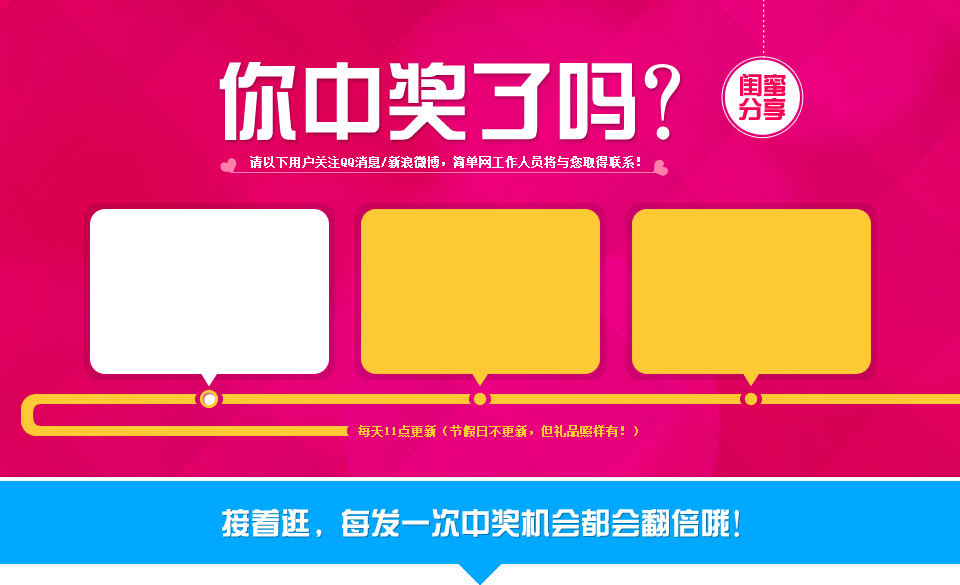 你中奖了吗?
闺蜜
分享
请以下用户关注QQ消息/新浪微博，简单网工作人员将与您取得联系！
每天11点更新（节假日不更新，但礼品照样有！）
接着逛，每发一次中奖机会都会翻倍哦！